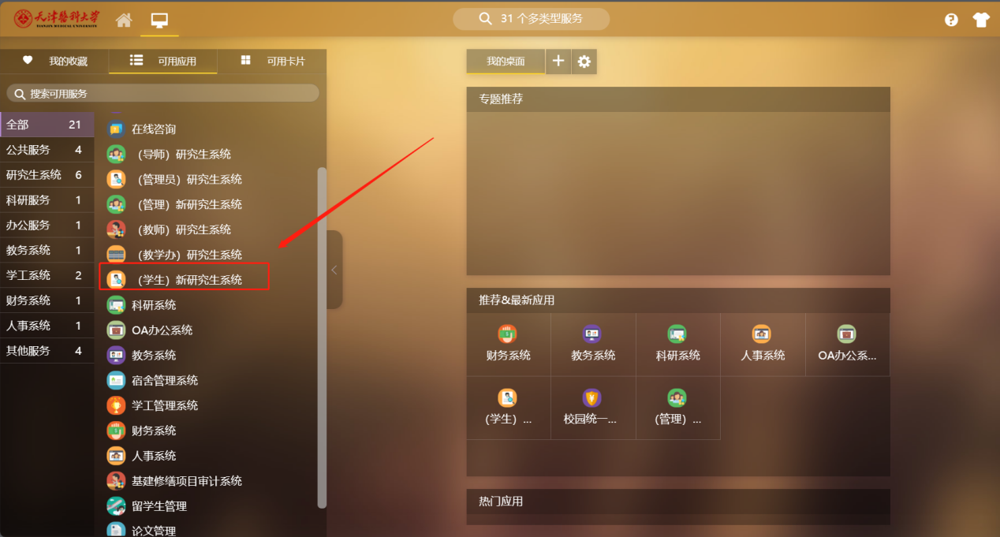 天津医科大学
TIANJIN MEDICAL UNIVERSITY
31 个多类型服务
我的收藏
可用应用
可用卡片
搜索可用服务
全部 21
公共服务 4
研究生系统 6
科研服务 1
办公服务 1
教务系统 1
学工系统 2
财务系统 1
人事系统 1
其他服务 4
在线咨询
（导师）研究生系统
（管理员）研究生系统
（管理）新研究生系统
（教师）研究生系统
（教学办）研究生系统
（学生）新研究生系统
科研系统
OA办公系统
教务系统
宿舍管理系统
学工管理系统
财务系统
人事系统
基建修缮项目审计系统
留学生管理
论文管理
我的桌面
专题推荐
推荐&最新应用
财务系统
教务系统
科研系统
人事系统
OA办公系...
（学生）...
校园统一...
（管理）...
热门应用